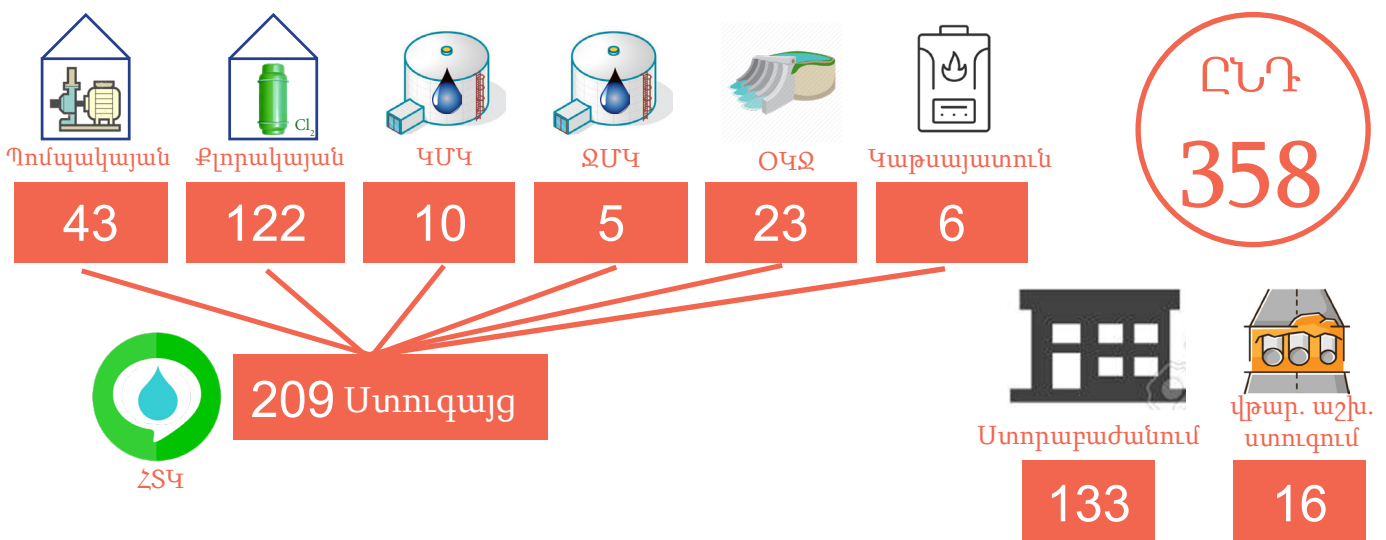 Պոմպակայան
Քլորակայան
ԿՄԿ
ՋՄԿ
ՕԿՋ
Կաթսայատուն
ԸՆԴ
358
Cl2
43
122
10
5
23
6
209 Ստուգայց
ՀՏԿ
Ստորաբաժանում
վթար. աշխ.
ստուգում
133
16